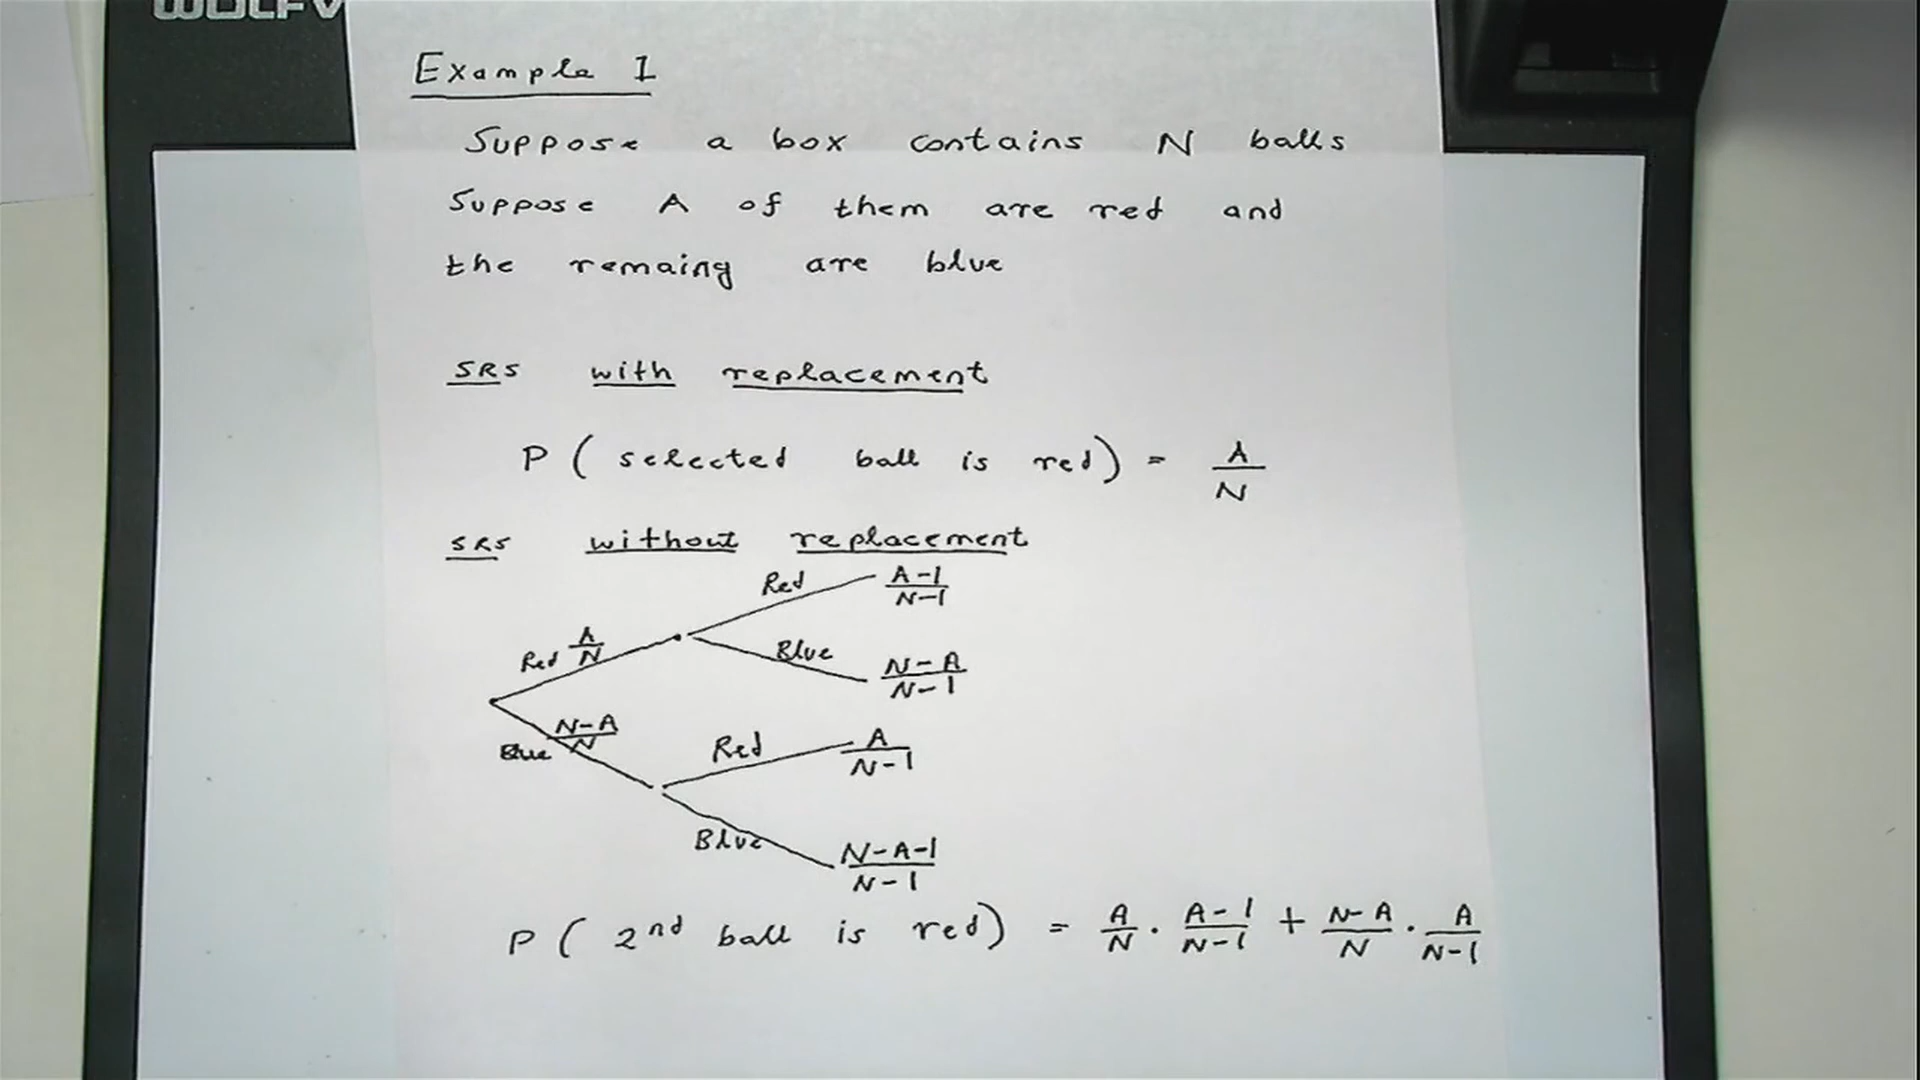 WOLFV
Example 1
Suppose a box contains N balls
Suppose A of them are red and
the remaing are blue
SRS with replacement
P ( selected ball is red) = A/N
SRS without replacement
Red A-1/N-1
Red A/N
Blue N-A/N-1
Blue N-A/N
Red A/N-1
Blue N-A-1/N-1
P ( 2nd ball is red) = A/N · A-1/N-1 + N-A/N · A/N-1